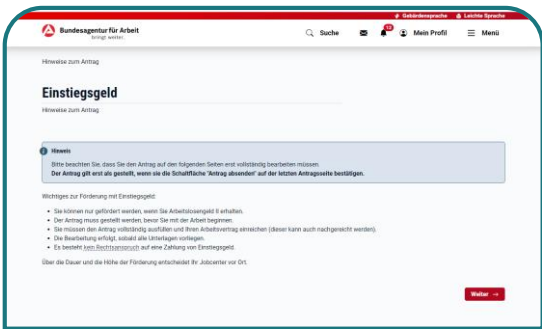 Gebärdensprache Leichte Sprache
Bundesagentur für Arbeit
bringt weiter.
Suche 12 Mein Profil Menü
Hinweise zum Antrag
Einstiegsgeld
Hinweise zum Antrag
Hinweis
Bitte beachten Sie, dass Sie den Antrag auf den folgenden Seiten erst vollständig bearbeiten müssen.
Der Antrag gilt erst als gestellt, wenn sie die Schaltfläche "Antrag absenden" auf der letzten Antragsseite bestätigen.
Wichtiges zur Förderung mit Einstiegsgeld:
• Sie können nur gefördert werden, wenn Sie Arbeitslosengeld II erhalten.
• Der Antrag muss gestellt werden, bevor Sie mit der Arbeit beginnen.
• Sie müssen den Antrag vollständig ausfüllen und Ihren Arbeitsvertrag einreichen (dieser kann auch nachgereicht werden).
• Die Bearbeitung erfolgt, sobald alle Unterlagen vorliegen.
• Es besteht kein Rechtsanspruch auf eine Zahlung von Einstiegsgeld.
Über die Dauer und die Höhe der Förderung entscheidet Ihr Jobcenter vor Ort.
Weiter →